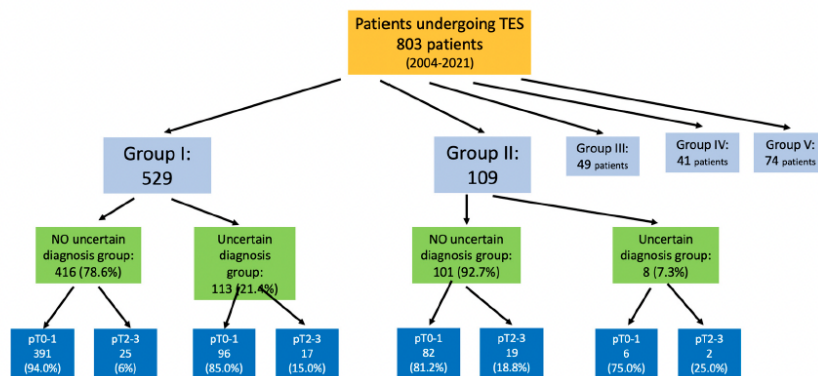 Patients undergoing TES
803 patients
(2004-2021)
Group I:
529
Group II:
109
Group III:
49 patients
Group IV:
41 patients
Group V:
74 patients
NO uncertain
diagnosis group:
416 (78.6%)
Uncertain
diagnosis
group:
113 (21.4%)
NO uncertain
diagnosis group:
101 (92.7%)
Uncertain
diagnosis group:
8 (7.3%)
pT0-1
391
(94.0%)
pT2-3
25
(6%)
pT0-1
96
(85.0%)
pT2-3
17
(15.0%)
pT0-1
82
(81.2%)
pT2-3
19
(18.8%)
pT0-1
6
(75.0%)
pT2-3
2
(25.0%)